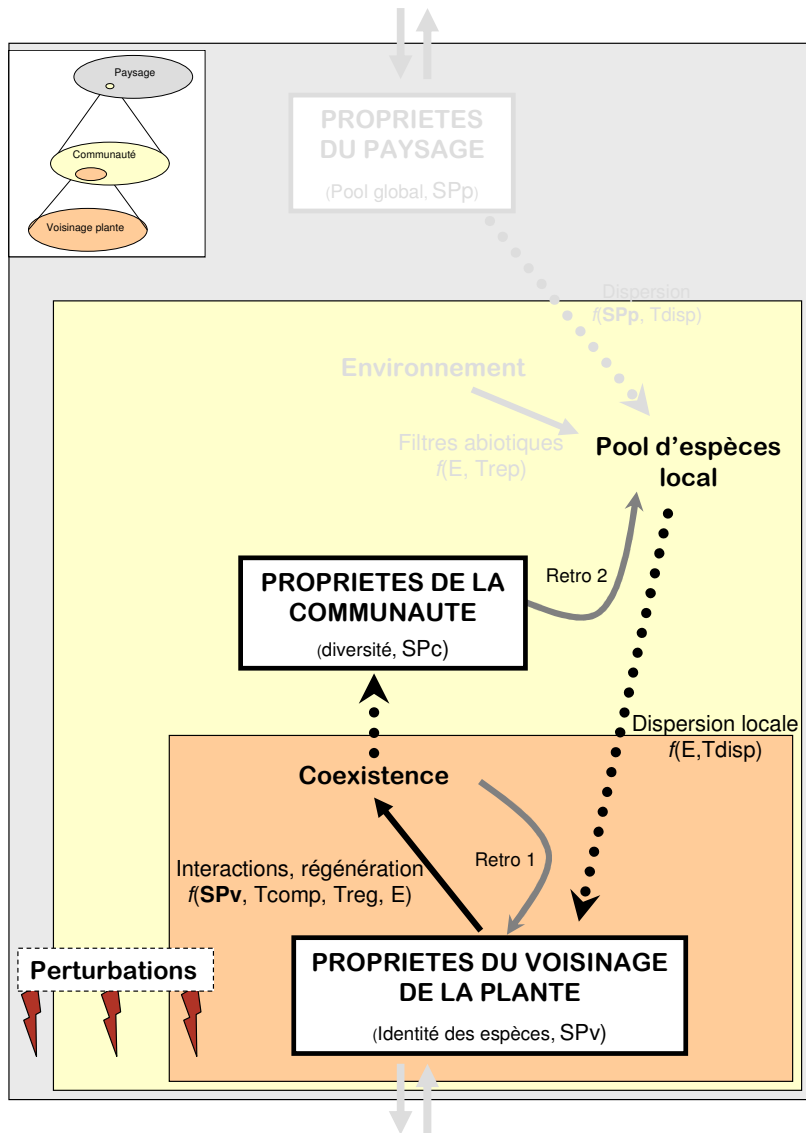 Paysage
Communauté
Voisinage plante
PROPRIETES
DU PAYSAGE
(Pool global, SPp)
Dispersion
f(SPp, Tdisp)
Environnement
Filtres abiotiques
f(E, Trep)
Pool d'espèces
local
Retro 2
PROPRIETES DE LA
COMMUNAUTE
(diversité, SPc)
Dispersion locale
f(E,Tdisp)
Coexistence
Retro 1
Interactions, régénération
f(SPv, Tcomp, Treg, E)
Perturbations
PROPRIETES DU VOISINAGE
DE LA PLANTE
(Identité des espèces, SPv)